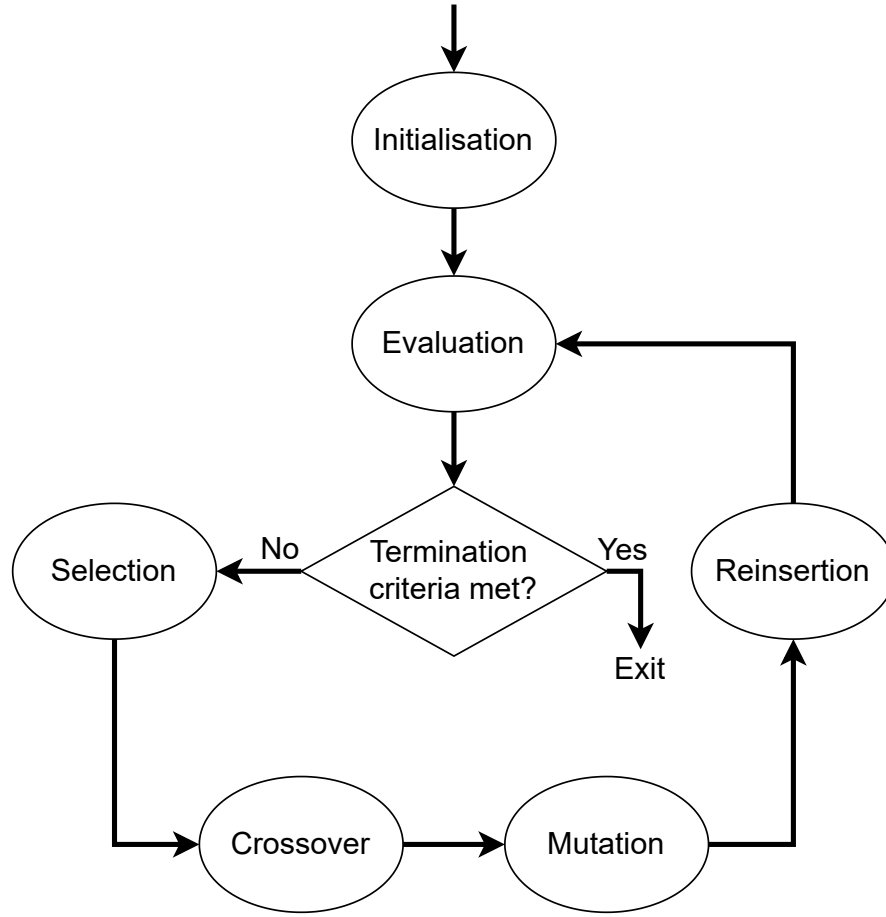 Initialisation
Evaluation
No
Termination
criteria met?
Yes
Selection
Reinsertion
Exit
Crossover
Mutation